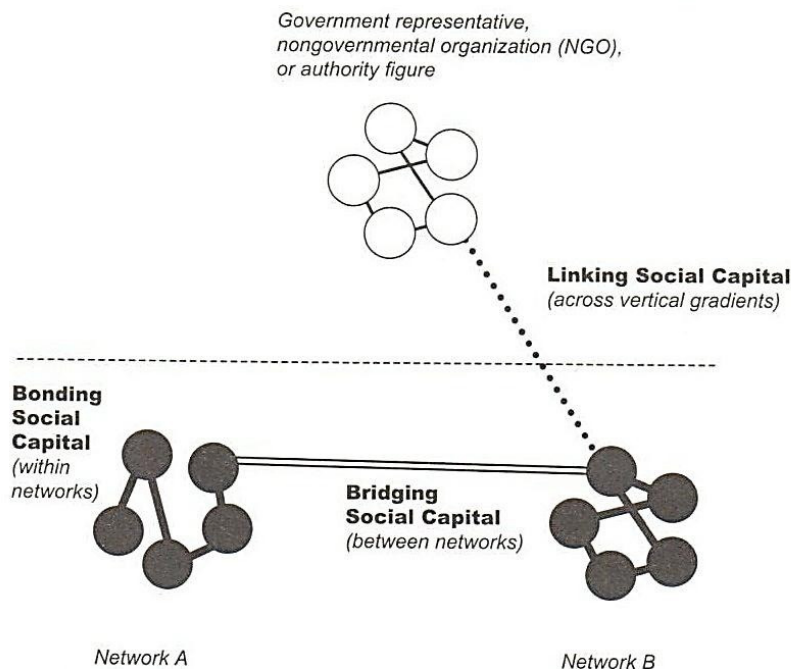 Government representative,
nongovernmental organization (NGO),
or authority figure
Linking Social Capital
(across vertical gradients)
Bonding
Social
Capital
(within
networks)
Bridging
Social Capital
(between networks)
Network A
Network B